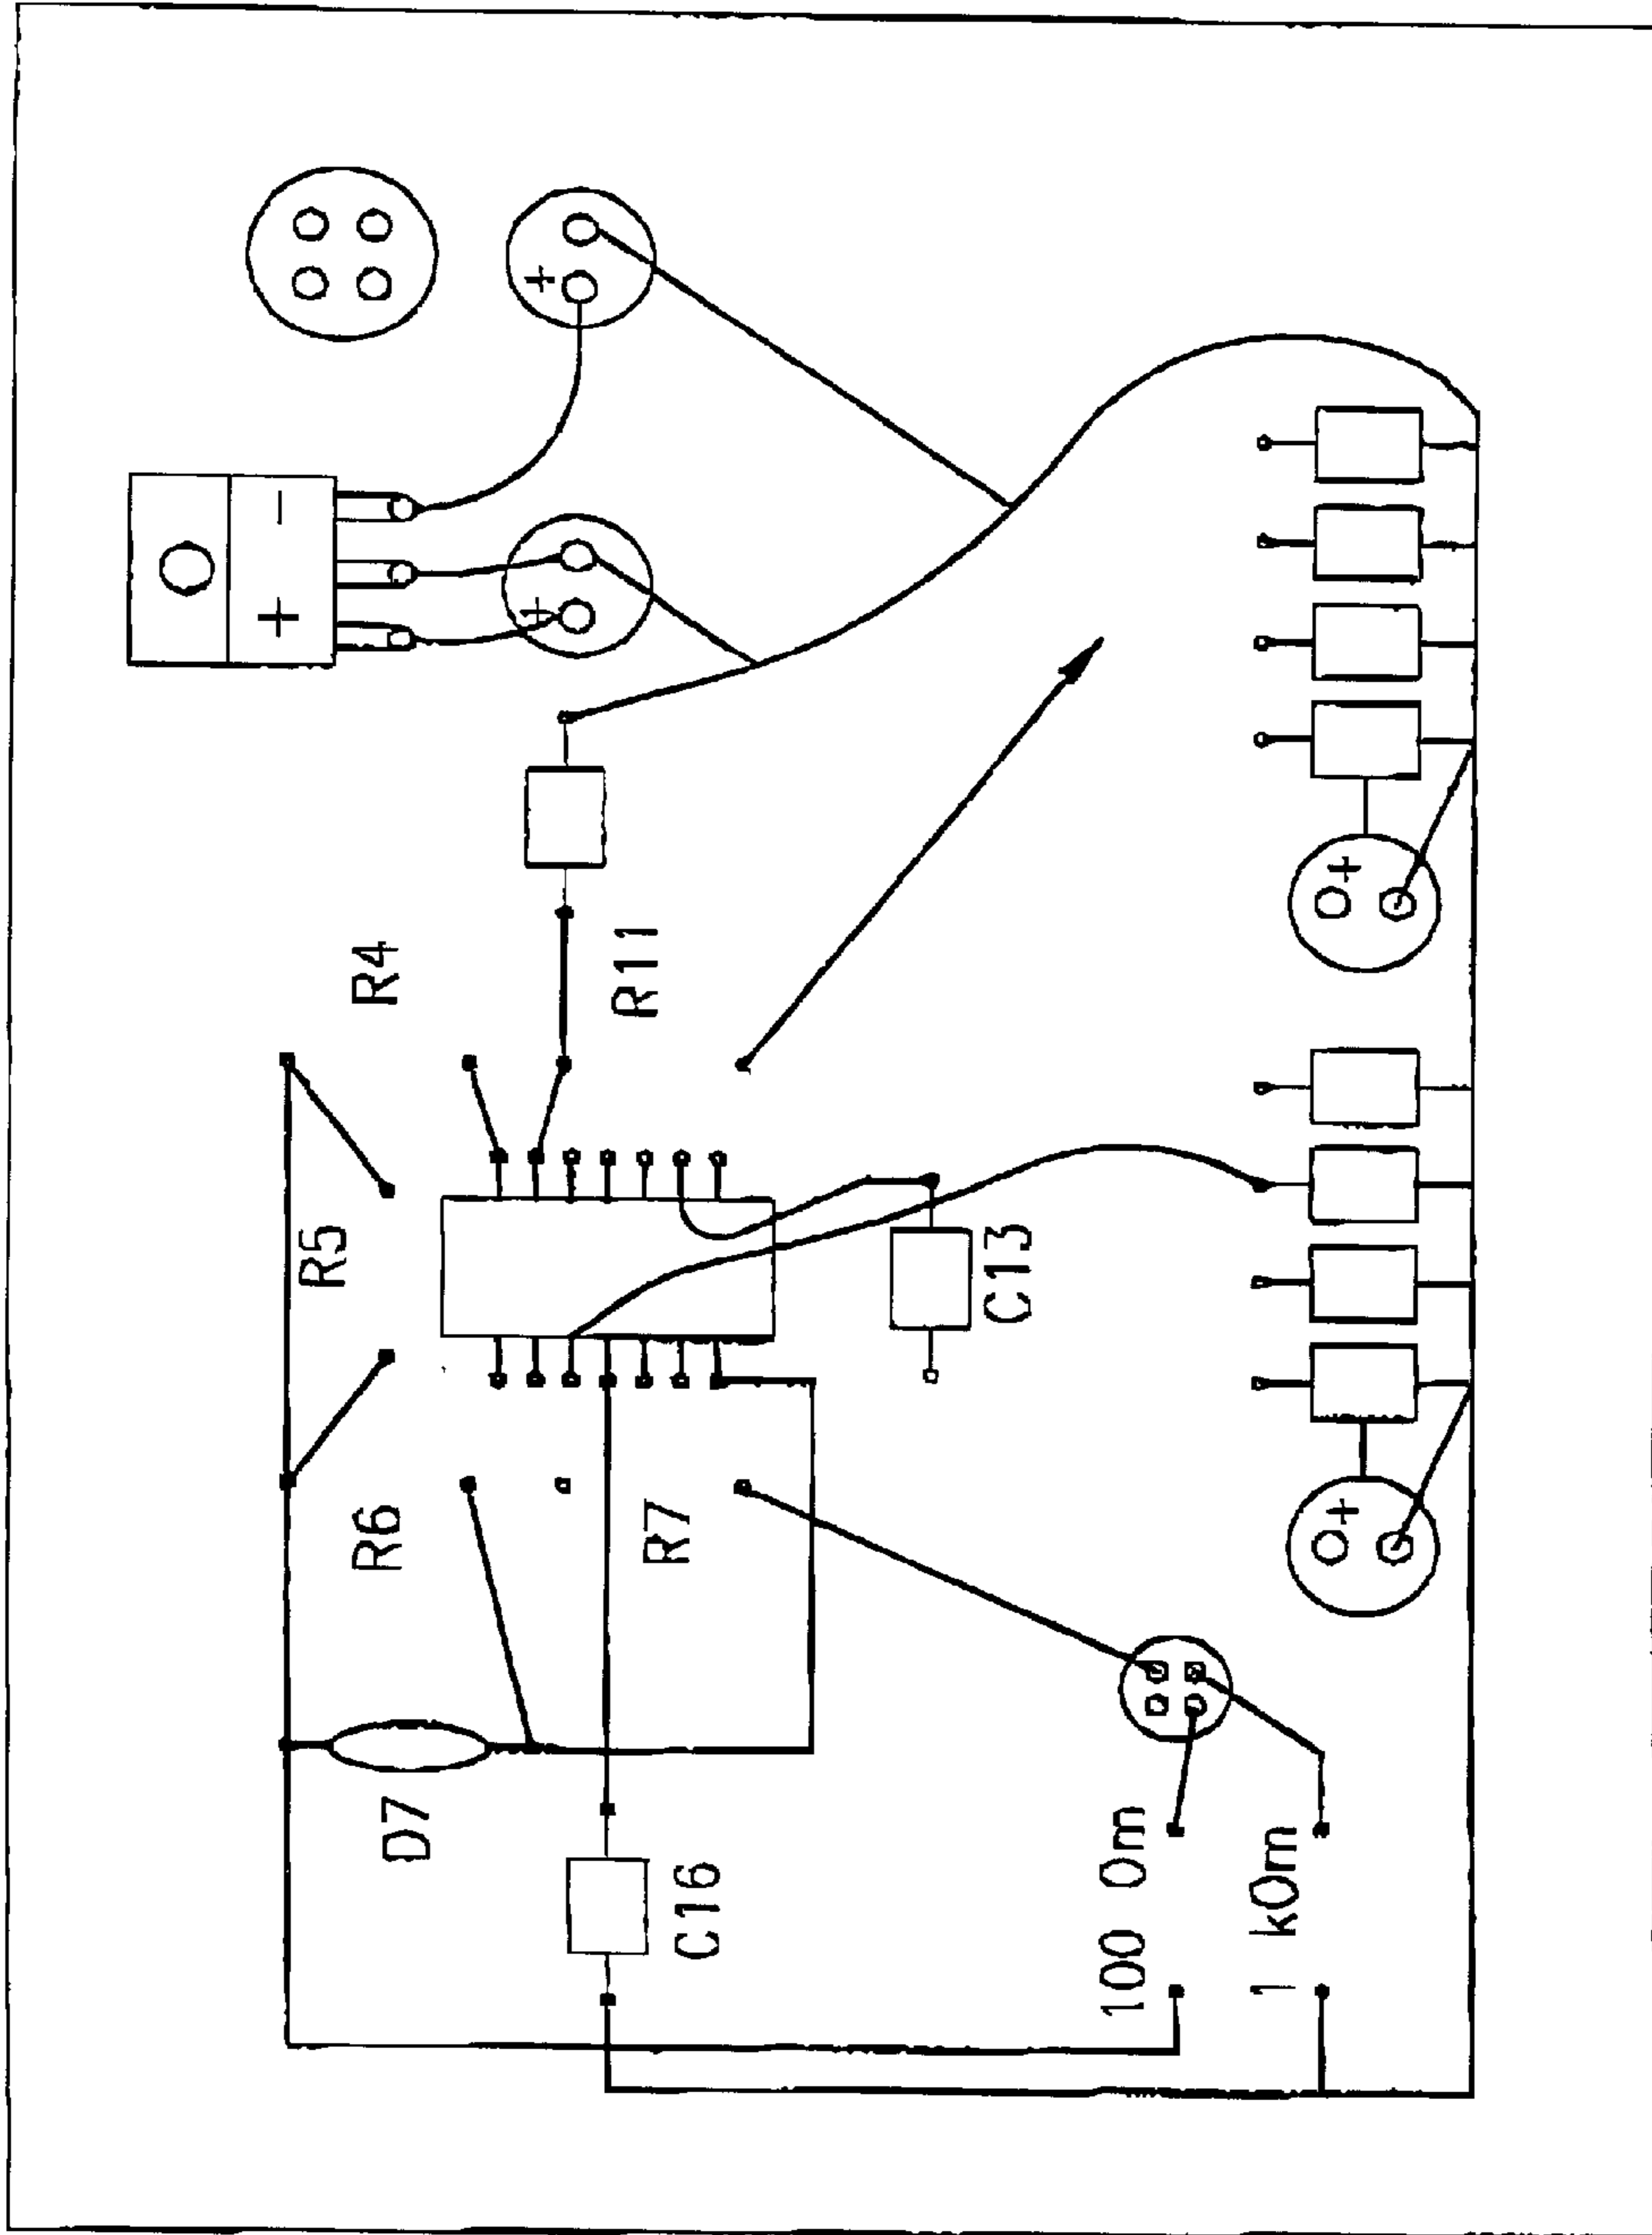 R4
R11
R5
C13
R6
R7
D7
C16
100 Om
1 kOm
+
−
+
+
+
+